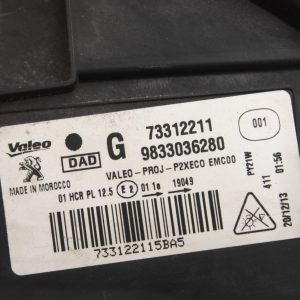 Valeo
DAD
G
73312211
9833036280
001
VALEO-PROJ-P2XECO EMC00
MADE IN MOROCCO
01 HCR PL 12.5 E2 01 1a 19049
733122115BA5
PY21W
411 01:56
20/12/13